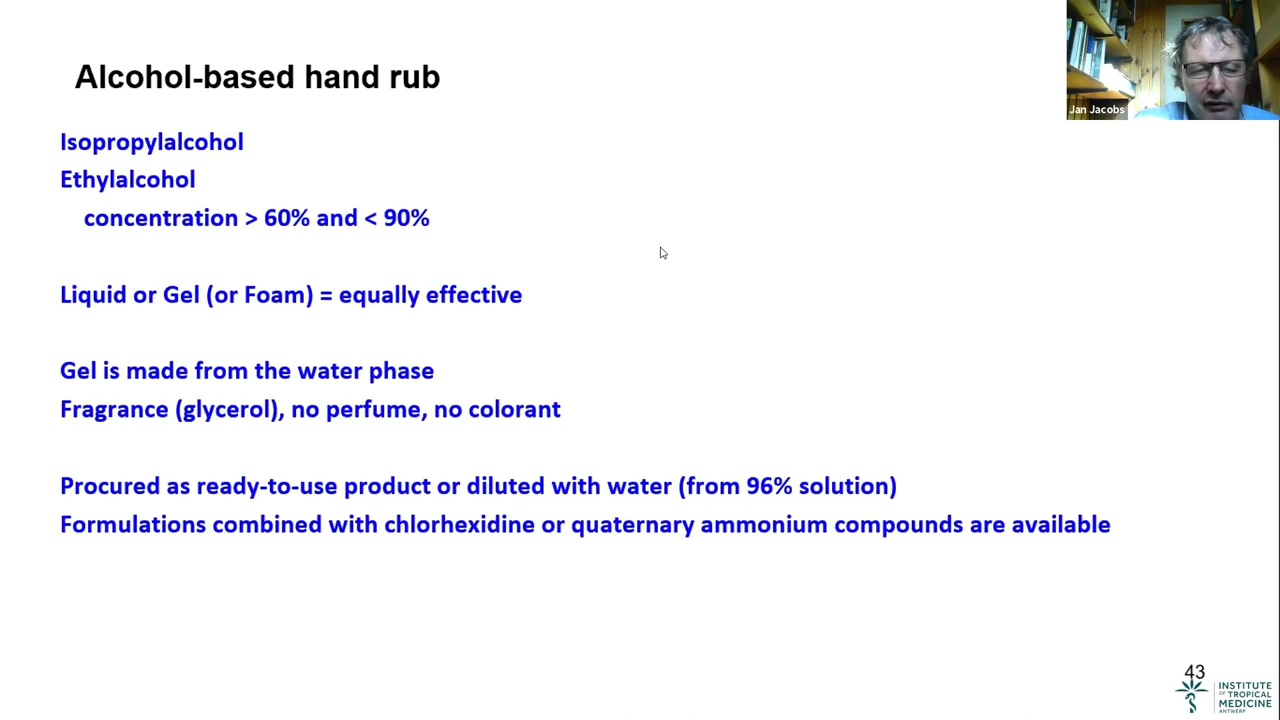 Alcohol-based hand rub
Jan Jacobs
Isopropylalcohol
Ethylalcohol
concentration > 60% and < 90%
Liquid or Gel (or Foam) = equally effective
Gel is made from the water phase
Fragrance (glycerol), no perfume, no colorant
Procured as ready-to-use product or diluted with water (from 96% solution)
Formulations combined with chlorhexidine or quaternary ammonium compounds are available
43
INSTITUTE
OF TROPICAL
MEDICINE
ANTWERP